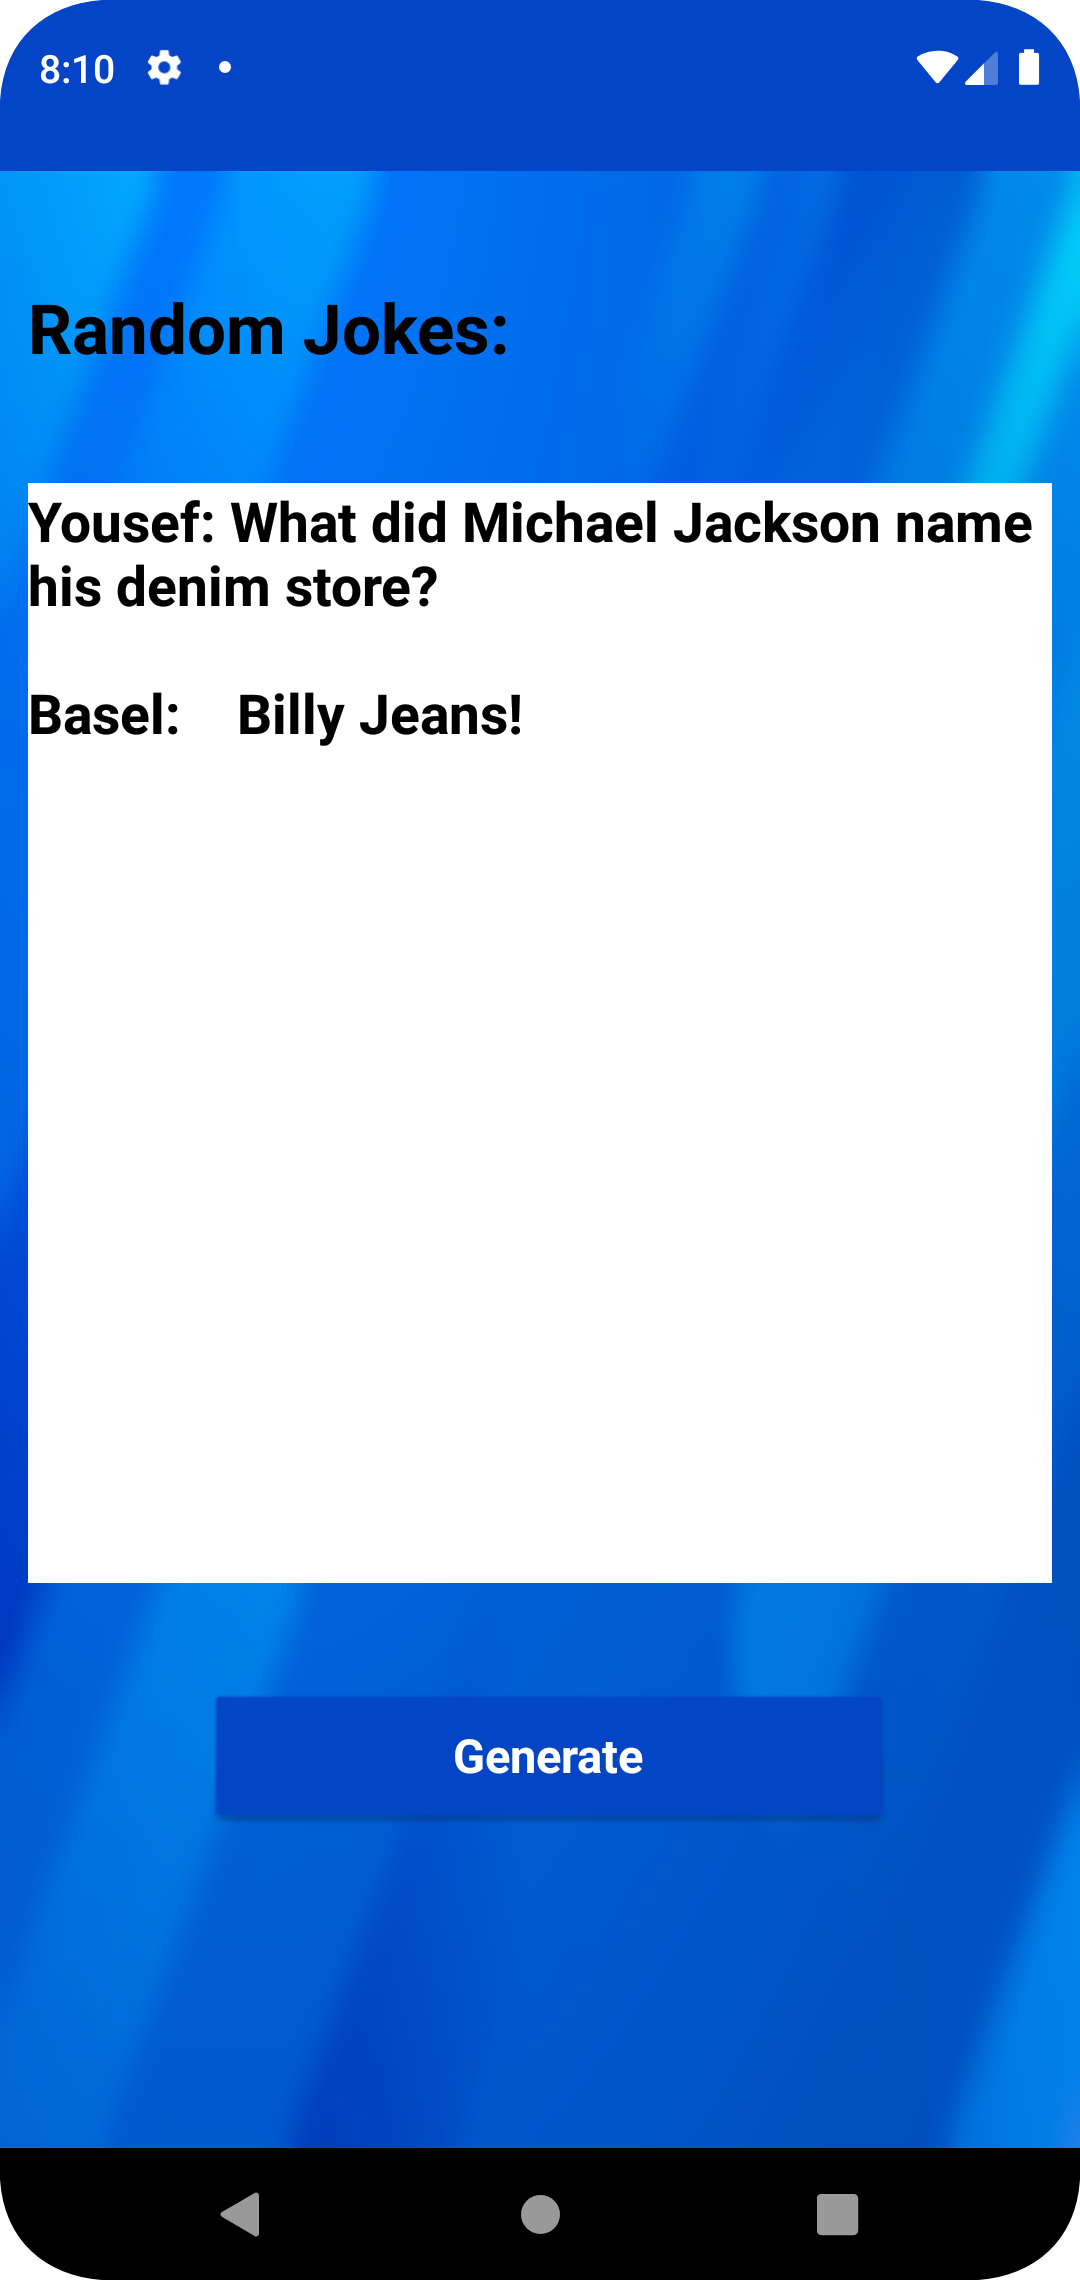 8:10
Random Jokes:
Yousef: What did Michael Jackson name
his denim store?
Basel:    Billy Jeans!
Generate